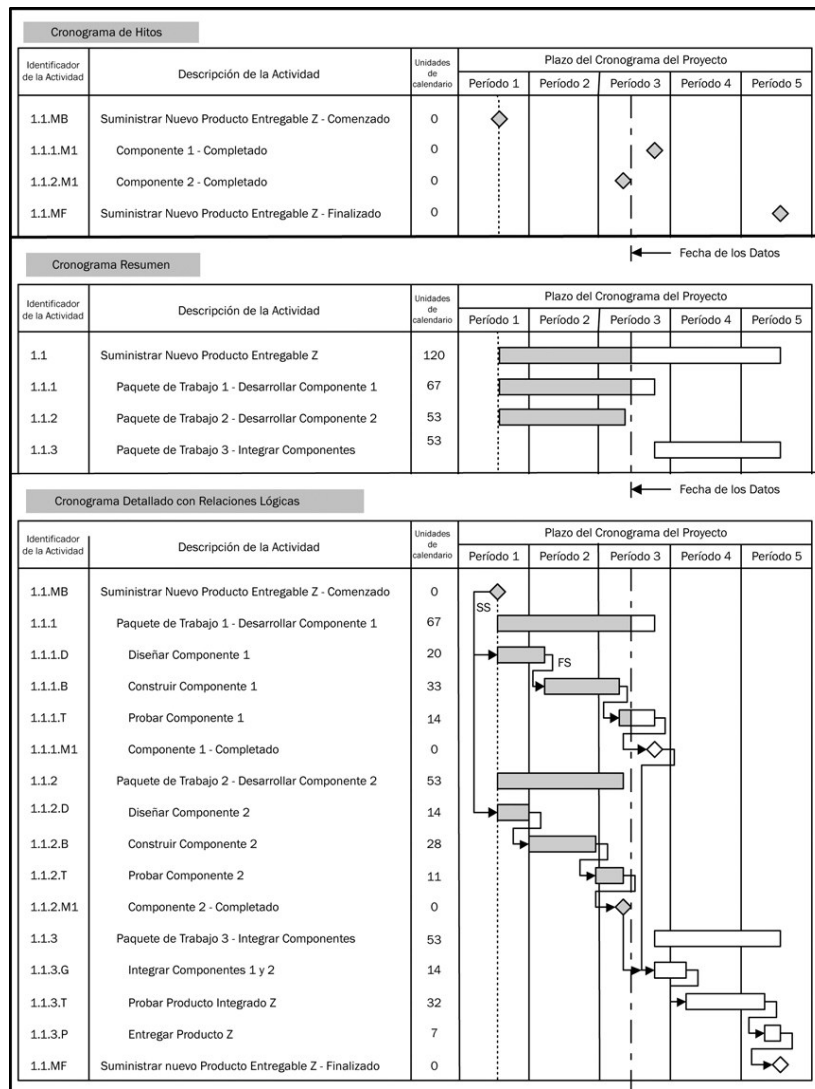 Cronograma de Hitos
Identificador de la Actividad Descripción de la Actividad Unidades de calendario Plazo del Cronograma del Proyecto
Período 1 Período 2 Período 3 Período 4 Período 5
1.1.MB Suministrar Nuevo Producto Entregable Z - Comenzado 0
1.1.1.M1 Componente 1 - Completado 0
1.1.2.M1 Componente 2 - Completado 0
1.1.MF Suministrar Nuevo Producto Entregable Z - Finalizado 0
Fecha de los Datos
Cronograma Resumen
Identificador de la Actividad Descripción de la Actividad Unidades de calendario Plazo del Cronograma del Proyecto
Período 1 Período 2 Período 3 Período 4 Período 5
1.1 Suministrar Nuevo Producto Entregable Z 120
1.1.1 Paquete de Trabajo 1 - Desarrollar Componente 1 67
1.1.2 Paquete de Trabajo 2 - Desarrollar Componente 2 53
1.1.3 Paquete de Trabajo 3 - Integrar Componentes 53
Fecha de los Datos
Cronograma Detallado con Relaciones Lógicas
Identificador de la Actividad Descripción de la Actividad Unidades de calendario Plazo del Cronograma del Proyecto
Período 1 Período 2 Período 3 Período 4 Período 5
1.1.MB Suministrar Nuevo Producto Entregable Z - Comenzado 0
SS
1.1.1 Paquete de Trabajo 1 - Desarrollar Componente 1 67
1.1.1.D Diseñar Componente 1 20
FS
1.1.1.B Construir Componente 1 33
1.1.1.T Probar Componente 1 14
1.1.1.M1 Componente 1 - Completado 0
1.1.2 Paquete de Trabajo 2 - Desarrollar Componente 2 53
1.1.2.D Diseñar Componente 2 14
1.1.2.B Construir Componente 2 28
1.1.2.T Probar Componente 2 11
1.1.2.M1 Componente 2 - Completado 0
1.1.3 Paquete de Trabajo 3 - Integrar Componentes 53
1.1.3.G Integrar Componentes 1 y 2 14
1.1.3.T Probar Producto Integrado Z 32
1.1.3.P Entregar Producto Z 7
1.1.MF Suministrar nuevo Producto Entregable Z - Finalizado 0